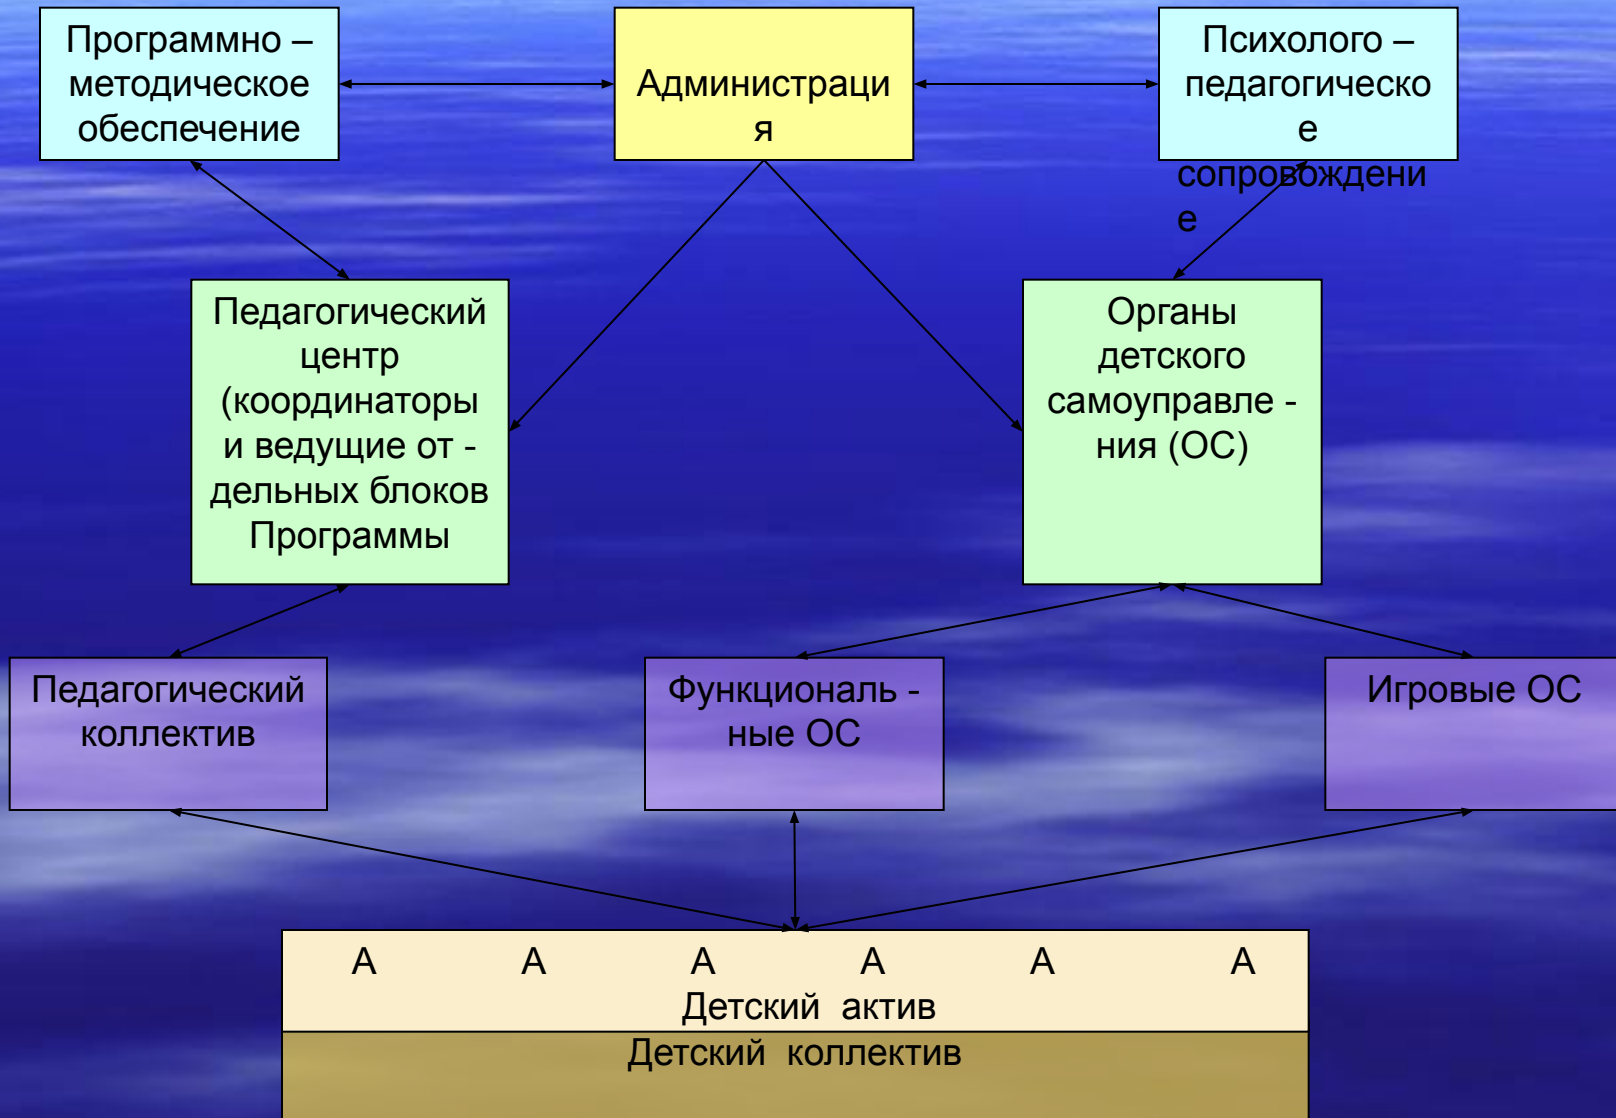 Программно –
методическое
обеспечение
Администраци
я
Психолого –
педагогическо
е
сопровождени
е
Педагогический
центр
(координаторы
и ведущие от -
дельных блоков
Программы
Органы
детского
самоуправле -
ния (ОС)
Педагогический
коллектив
Функциональ -
ные ОС
Игровые ОС
А А А А А А
Детский актив
Детский коллектив